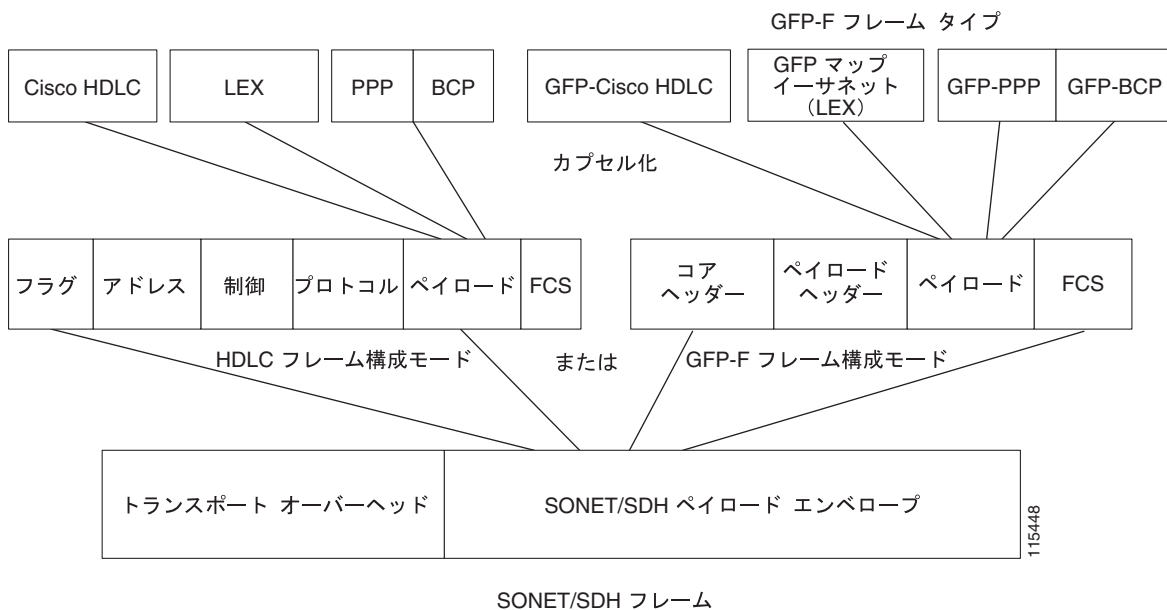 GFP-F フレーム タイプ
Cisco HDLC
LEX
PPP
BCP
GFP-Cisco HDLC
GFP マップ
イーサネット
（LEX）
GFP-PPP
GFP-BCP
カプセル化
フラグ
アドレス
制御
プロトコル
ペイロード
FCS
コア
ヘッダー
ペイロード
ヘッダー
ペイロード
FCS
HDLC フレーム構成モード
または
GFP-F フレーム構成モード
トランスポート オーバーヘッド
SONET/SDH ペイロード エンベロープ
115448
SONET/SDH フレーム